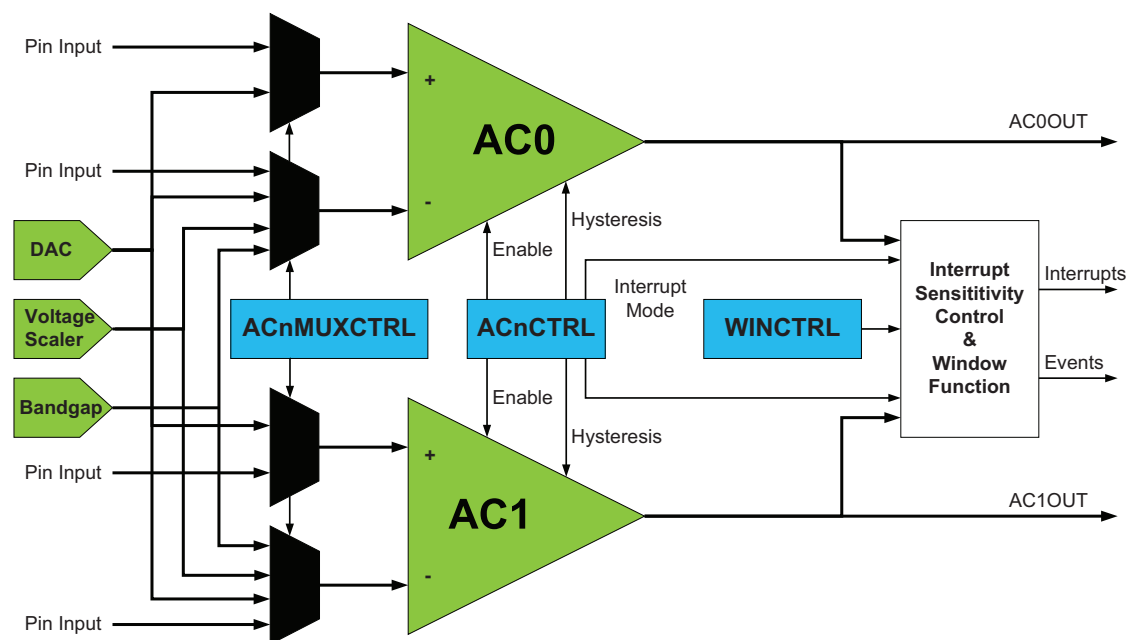 Pin Input
+
AC0
-
AC0OUT
Pin Input
Hysteresis
Enable
DAC
Voltage
Scaler
Bandgap
ACnMUXCTRL
ACnCTRL
Interrupt
Mode
WINCTRL
Interrupt
Sensititivity
Control
&
Window
Function
Interrupts
Events
Enable
Hysteresis
Pin Input
+
AC1
-
AC1OUT
Pin Input